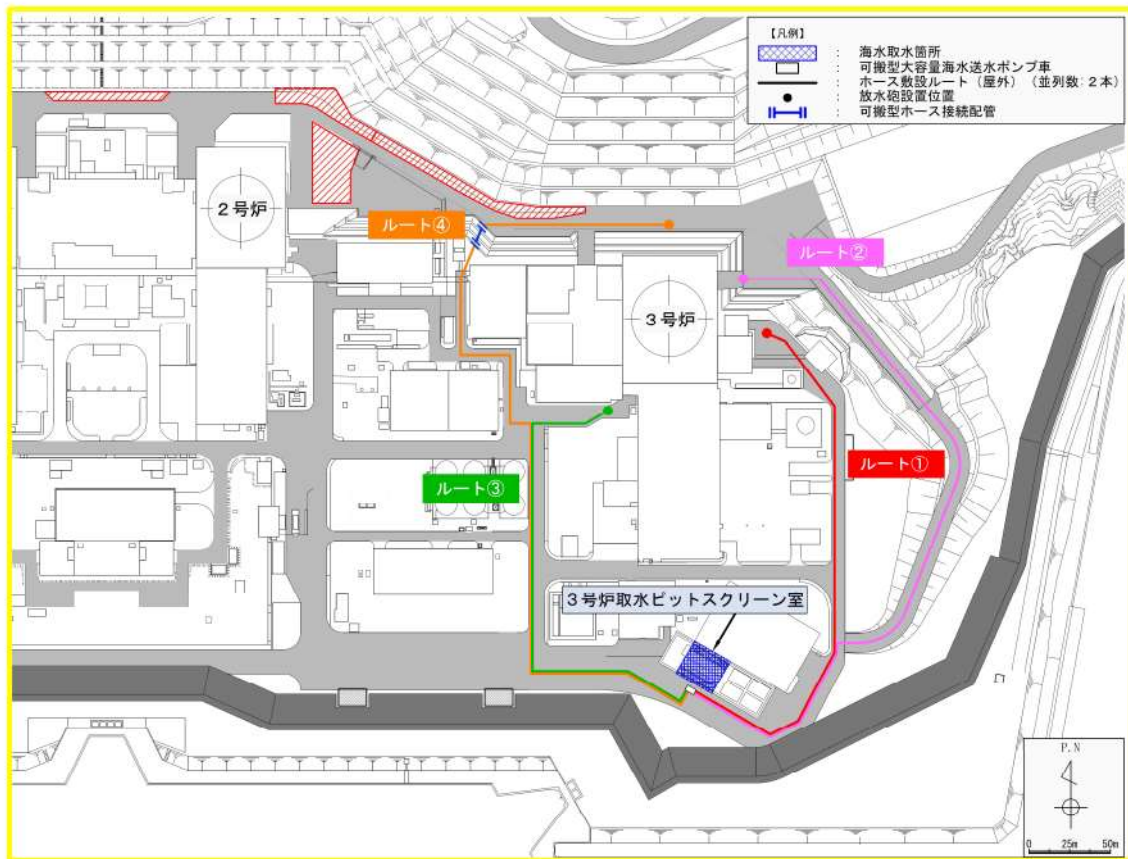 【凡例】
： 海水取水箇所
： 可搬型大容量海水送水ポンプ車
： ホース敷設ルート（屋外）（並列数：２本）
： 放水砲設置位置
： 可搬型ホース接続配管
２号炉
ルート④
ルート②
３号炉
ルート①
ルート③
３号炉取水ピットスクリーン室
P.N
0 25m 50m